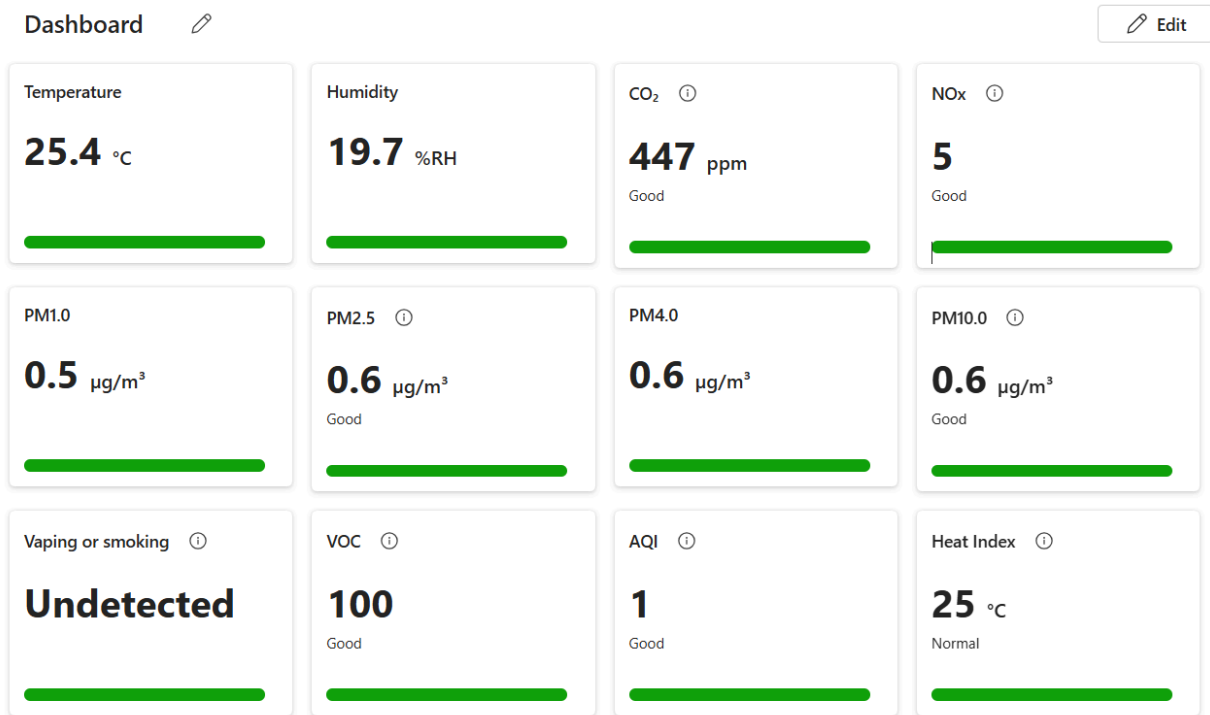 Dashboard
Edit
Temperature
25.4 °C
Humidity
19.7 %RH
CO₂
447 ppm
Good
NOx
5
Good
PM1.0
0.5 µg/m³
PM2.5
0.6 µg/m³
Good
PM4.0
0.6 µg/m³
PM10.0
0.6 µg/m³
Good
Vaping or smoking
Undetected
VOC
100
Good
AQI
1
Good
Heat Index
25 °C
Normal